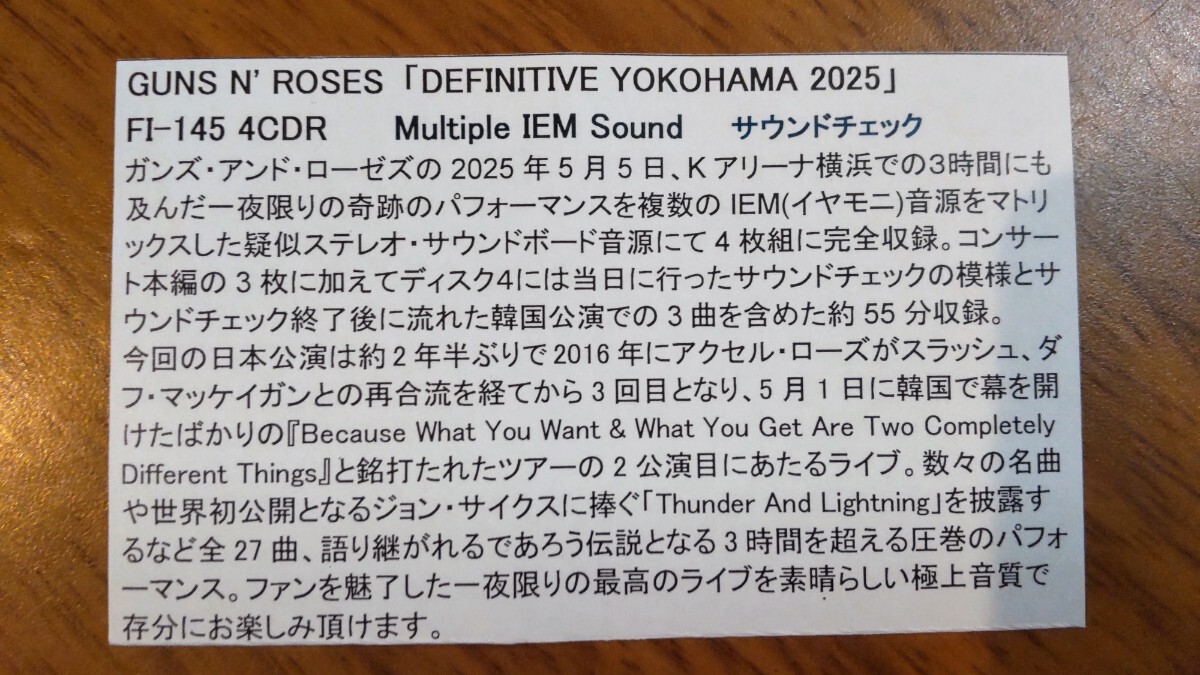 GUNS N' ROSES 「DEFINITIVE YOKOHAMA 2025」
FI-145 4CDR Multiple IEM Sound サウンドチェック
ガンズ・アンド・ローゼズの 2025 年 5 月 5 日、K アリーナ横浜での3時間にも
及んだ一夜限りの奇跡のパフォーマンスを複数の IEM(イヤモニ)音源をマトリ
ックスした疑似ステレオ・サウンドボード音源にて 4 枚組に完全収録。コンサー
ト本編の 3 枚に加えてディスク4には当日に行ったサウンドチェックの模様とサ
ウンドチェック終了後に流れた韓国公演での 3 曲を含めた約 55 分収録。
今回の日本公演は約 2 年半ぶりで 2016 年にアクセル・ローズがスラッシュ、ダ
フ・マッケイガンとの再合流を経てから 3 回目となり、5 月 1 日に韓国で幕を開
けたばかりの『Because What You Want & What You Get Are Two Completely
Different Things』と銘打たれたツアーの 2 公演目にあたるライブ。数々の名曲
や世界初公開となるジョン・サイクスに捧ぐ「Thunder And Lightning」を披露す
るなど全 27 曲、語り継がれるであろう伝説となる 3 時間を超える圧巻のパフォ
ーマンス。ファンを魅了した一夜限りの最高のライブを素晴らしい極上音質で
存分にお楽しみ頂けます。